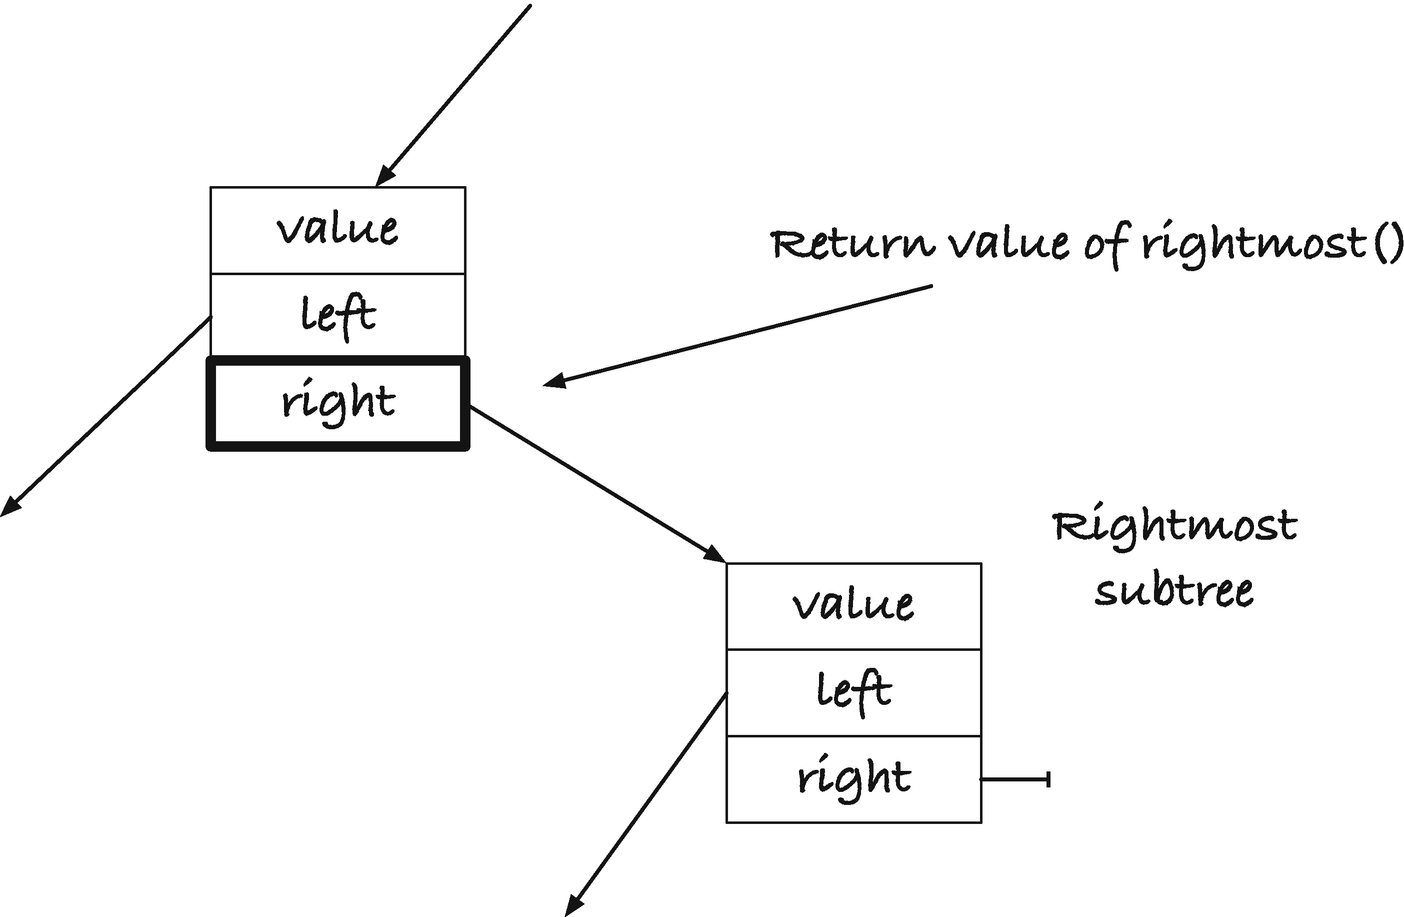 value
left
right
Return value of rightmost()
Rightmost
subtree
value
left
right